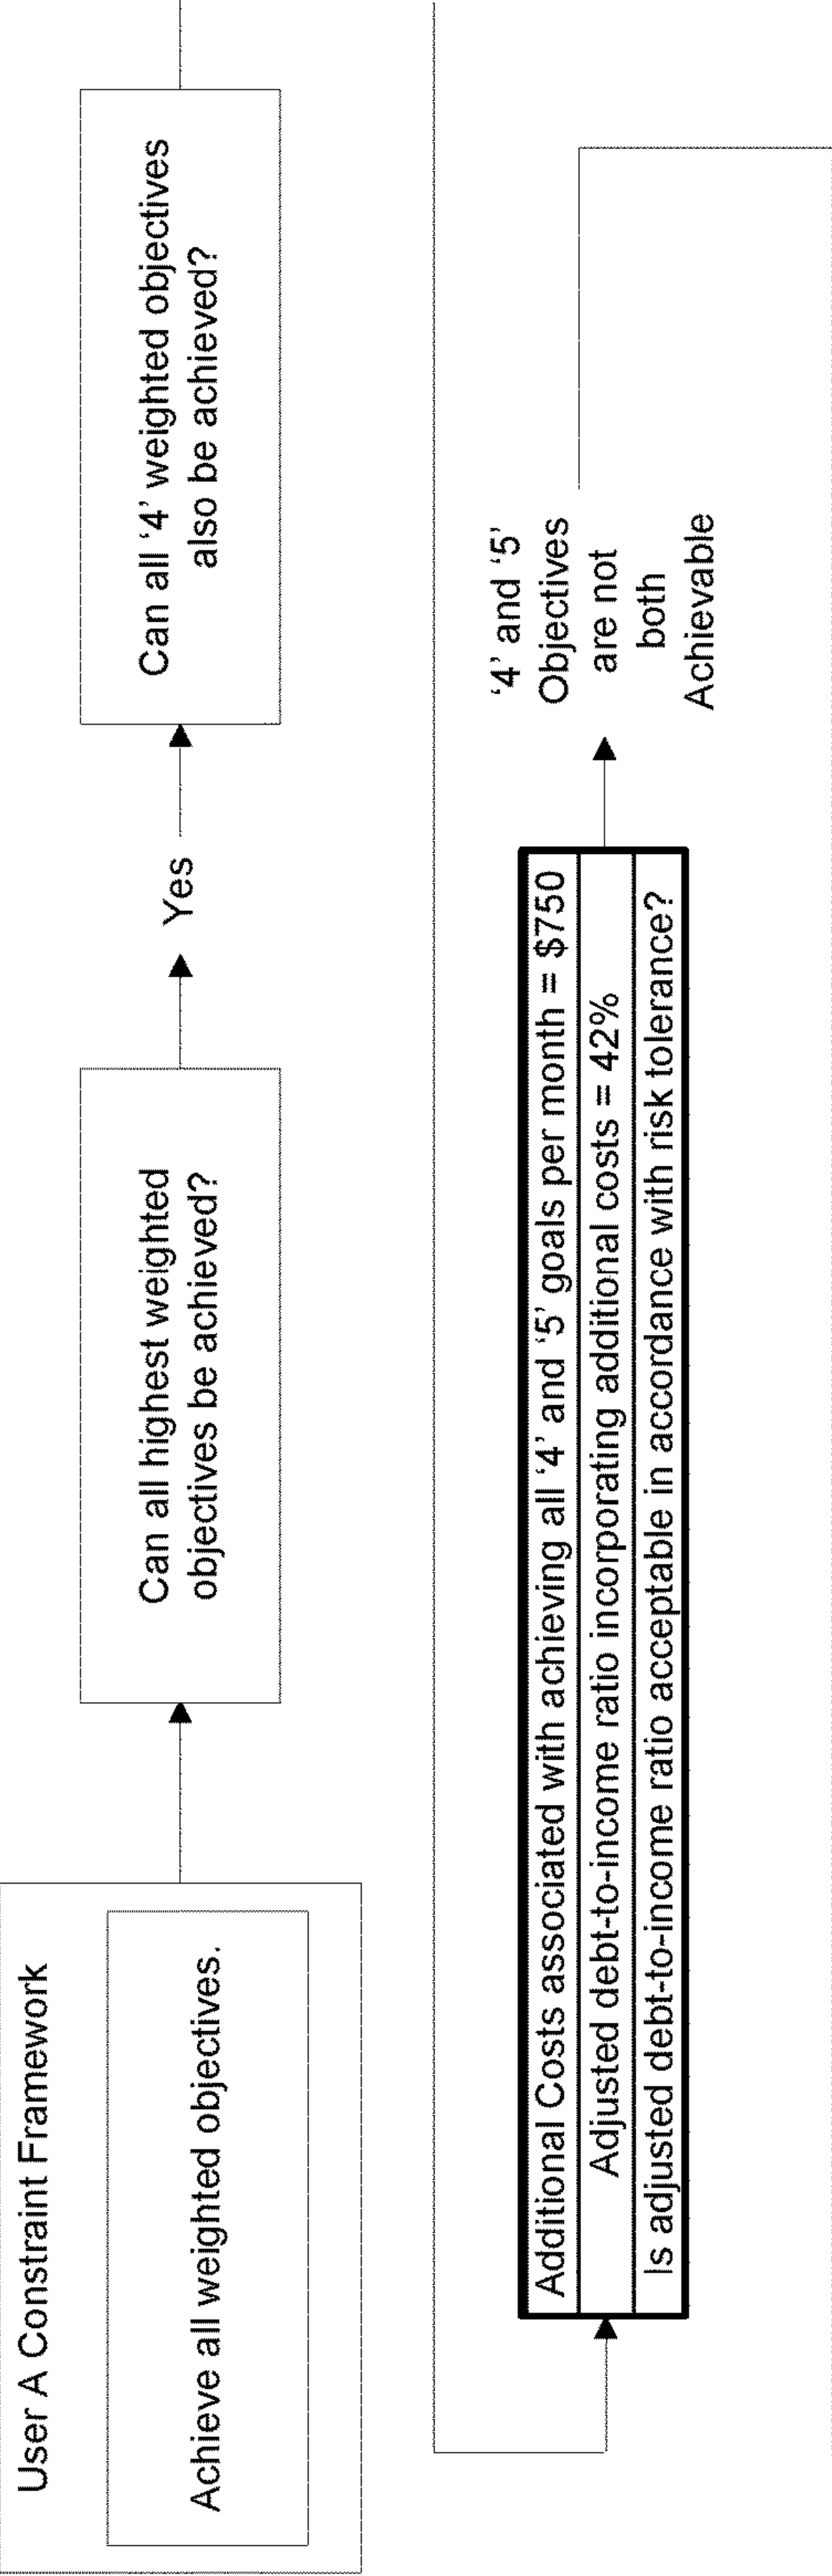 User A Constraint Framework
Achieve all weighted objectives.
Can all highest weighted
objectives be achieved?
Yes
Can all ‘4’ weighted objectives
also be achieved?
Additional Costs associated with achieving all ‘4’ and ‘5’ goals per month = $750
Adjusted debt-to-income ratio incorporating additional costs = 42%
Is adjusted debt-to-income ratio acceptable in accordance with risk tolerance?
‘4’ and ‘5’
Objectives
are not
both
Achievable